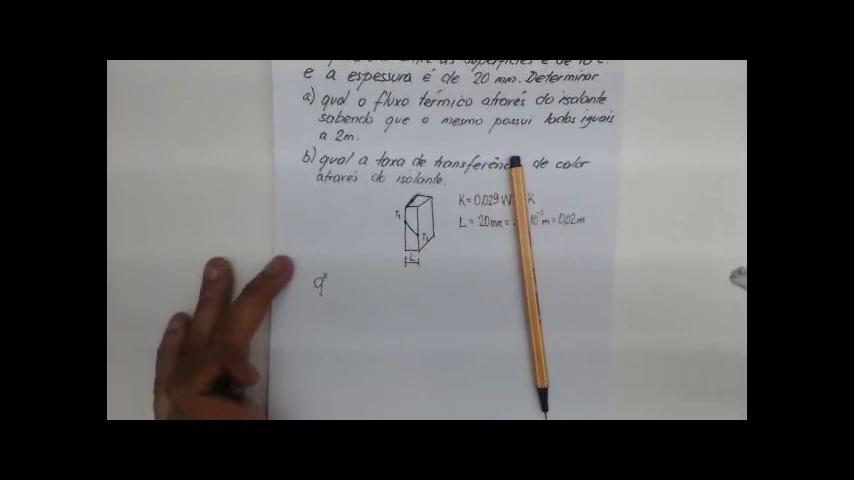 e a espessura é de 20 mm. Determinar
a) qual o fluxo térmico através do isolante
sabendo que o mesmo possui lados iguais
a 2m.
b) qual a taxa de de calor
através do isolante.
K = 0.029 W K
T₁
L = 20mm = m = 0,02m
T₂
L
q"